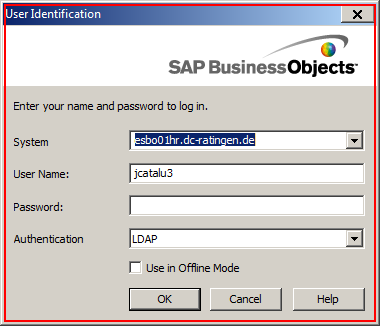 User Identification
SAP BusinessObjects™
Enter your name and password to log in.
System
esbo01hr.dc-ratingen.de
User Name:
jcatalu3
Password:
Authentication
LDAP
Use in Offline Mode
OK
Cancel
Help